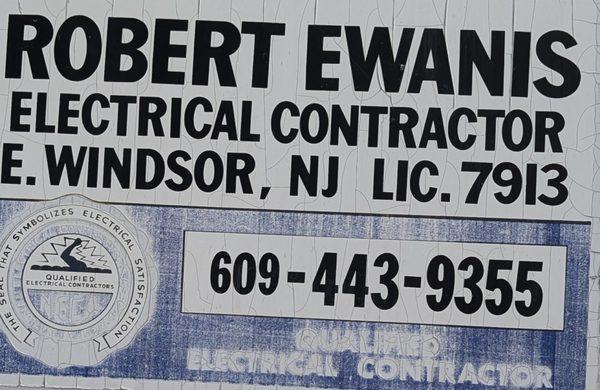 ROBERT EWANIS
ELECTRICAL CONTRACTOR
E. WINDSOR, NJ LIC. 7913
THE SEAL THAT SYMBOLIZES ELECTRICAL SATISFACTION
QUALIFIED
ELECTRICAL CONTRACTORS
609-443-9355
QUALIFIED
ELECTRICAL CONTRACTOR